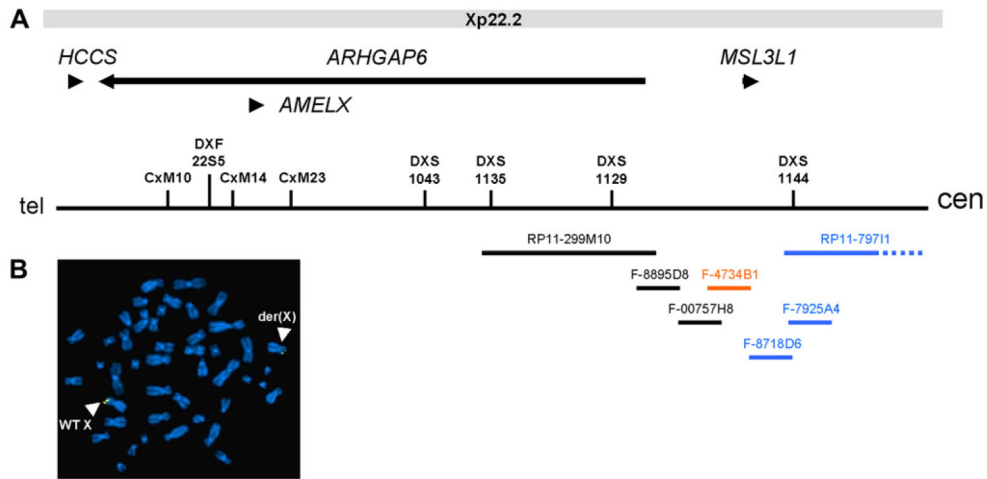 A
Xp22.2
HCCS
ARHGAP6
MSL3L1
AMELX
DXF
22S5
CxM10
CxM14
CxM23
DXS
1043
DXS
1135
DXS
1129
DXS
1144
tel
cen
RP11-299M10
RP11-797I1
F-8895D8
F-4734B1
F-00757H8
F-7925A4
F-8718D6
B
der(X)
WT X